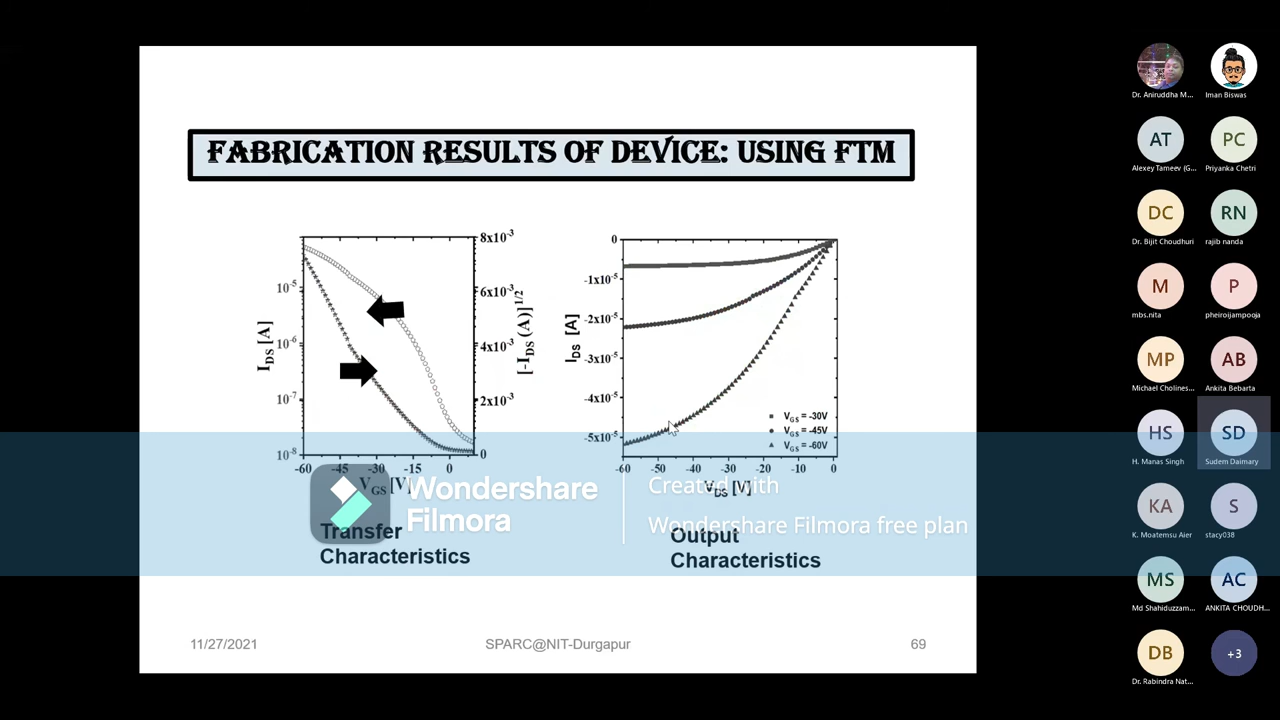 FABRICATION RESULTS OF DEVICE: USING FTM
8x10-3
6x10-3
4x10-3
2x10-3
0
10-5
10-6
10-7
10-8
IDS [A]
[-IDS (A)]1/2
-60 -45 -30 -15 0
VGS [V]
Transfer
Characteristics
0
-1x10-5
-2x10-5
-3x10-5
-4x10-5
-5x10-5
IDS [A]
VGS = -30V
VGS = -45V
VGS = -60V
-60 -50 -40 -30 -20 -10 0
VDS [V]
Output
Characteristics
Wondershare
Filmora
Created with
Wondershare Filmora free plan
11/27/2021 SPARC@NIT-Durgapur 69
Dr. Aniruddha M... Iman Biswas
AT PC
Alexey Tameev (G... Priyanka Chetri
DC RN
Dr. Bijit Choudhuri rajib nanda
M P
mbs.nita pheiroijampooja
MP AB
Michael Cholines... Ankita Bebarta
HS SD
H. Manas Singh Sudem Daimary
KA S
K. Moatemsu Aier stacy038
MS AC
Md Shahiduzzam... ANKITA CHOUDH...
DB +3
Dr. Rabindra Nat...